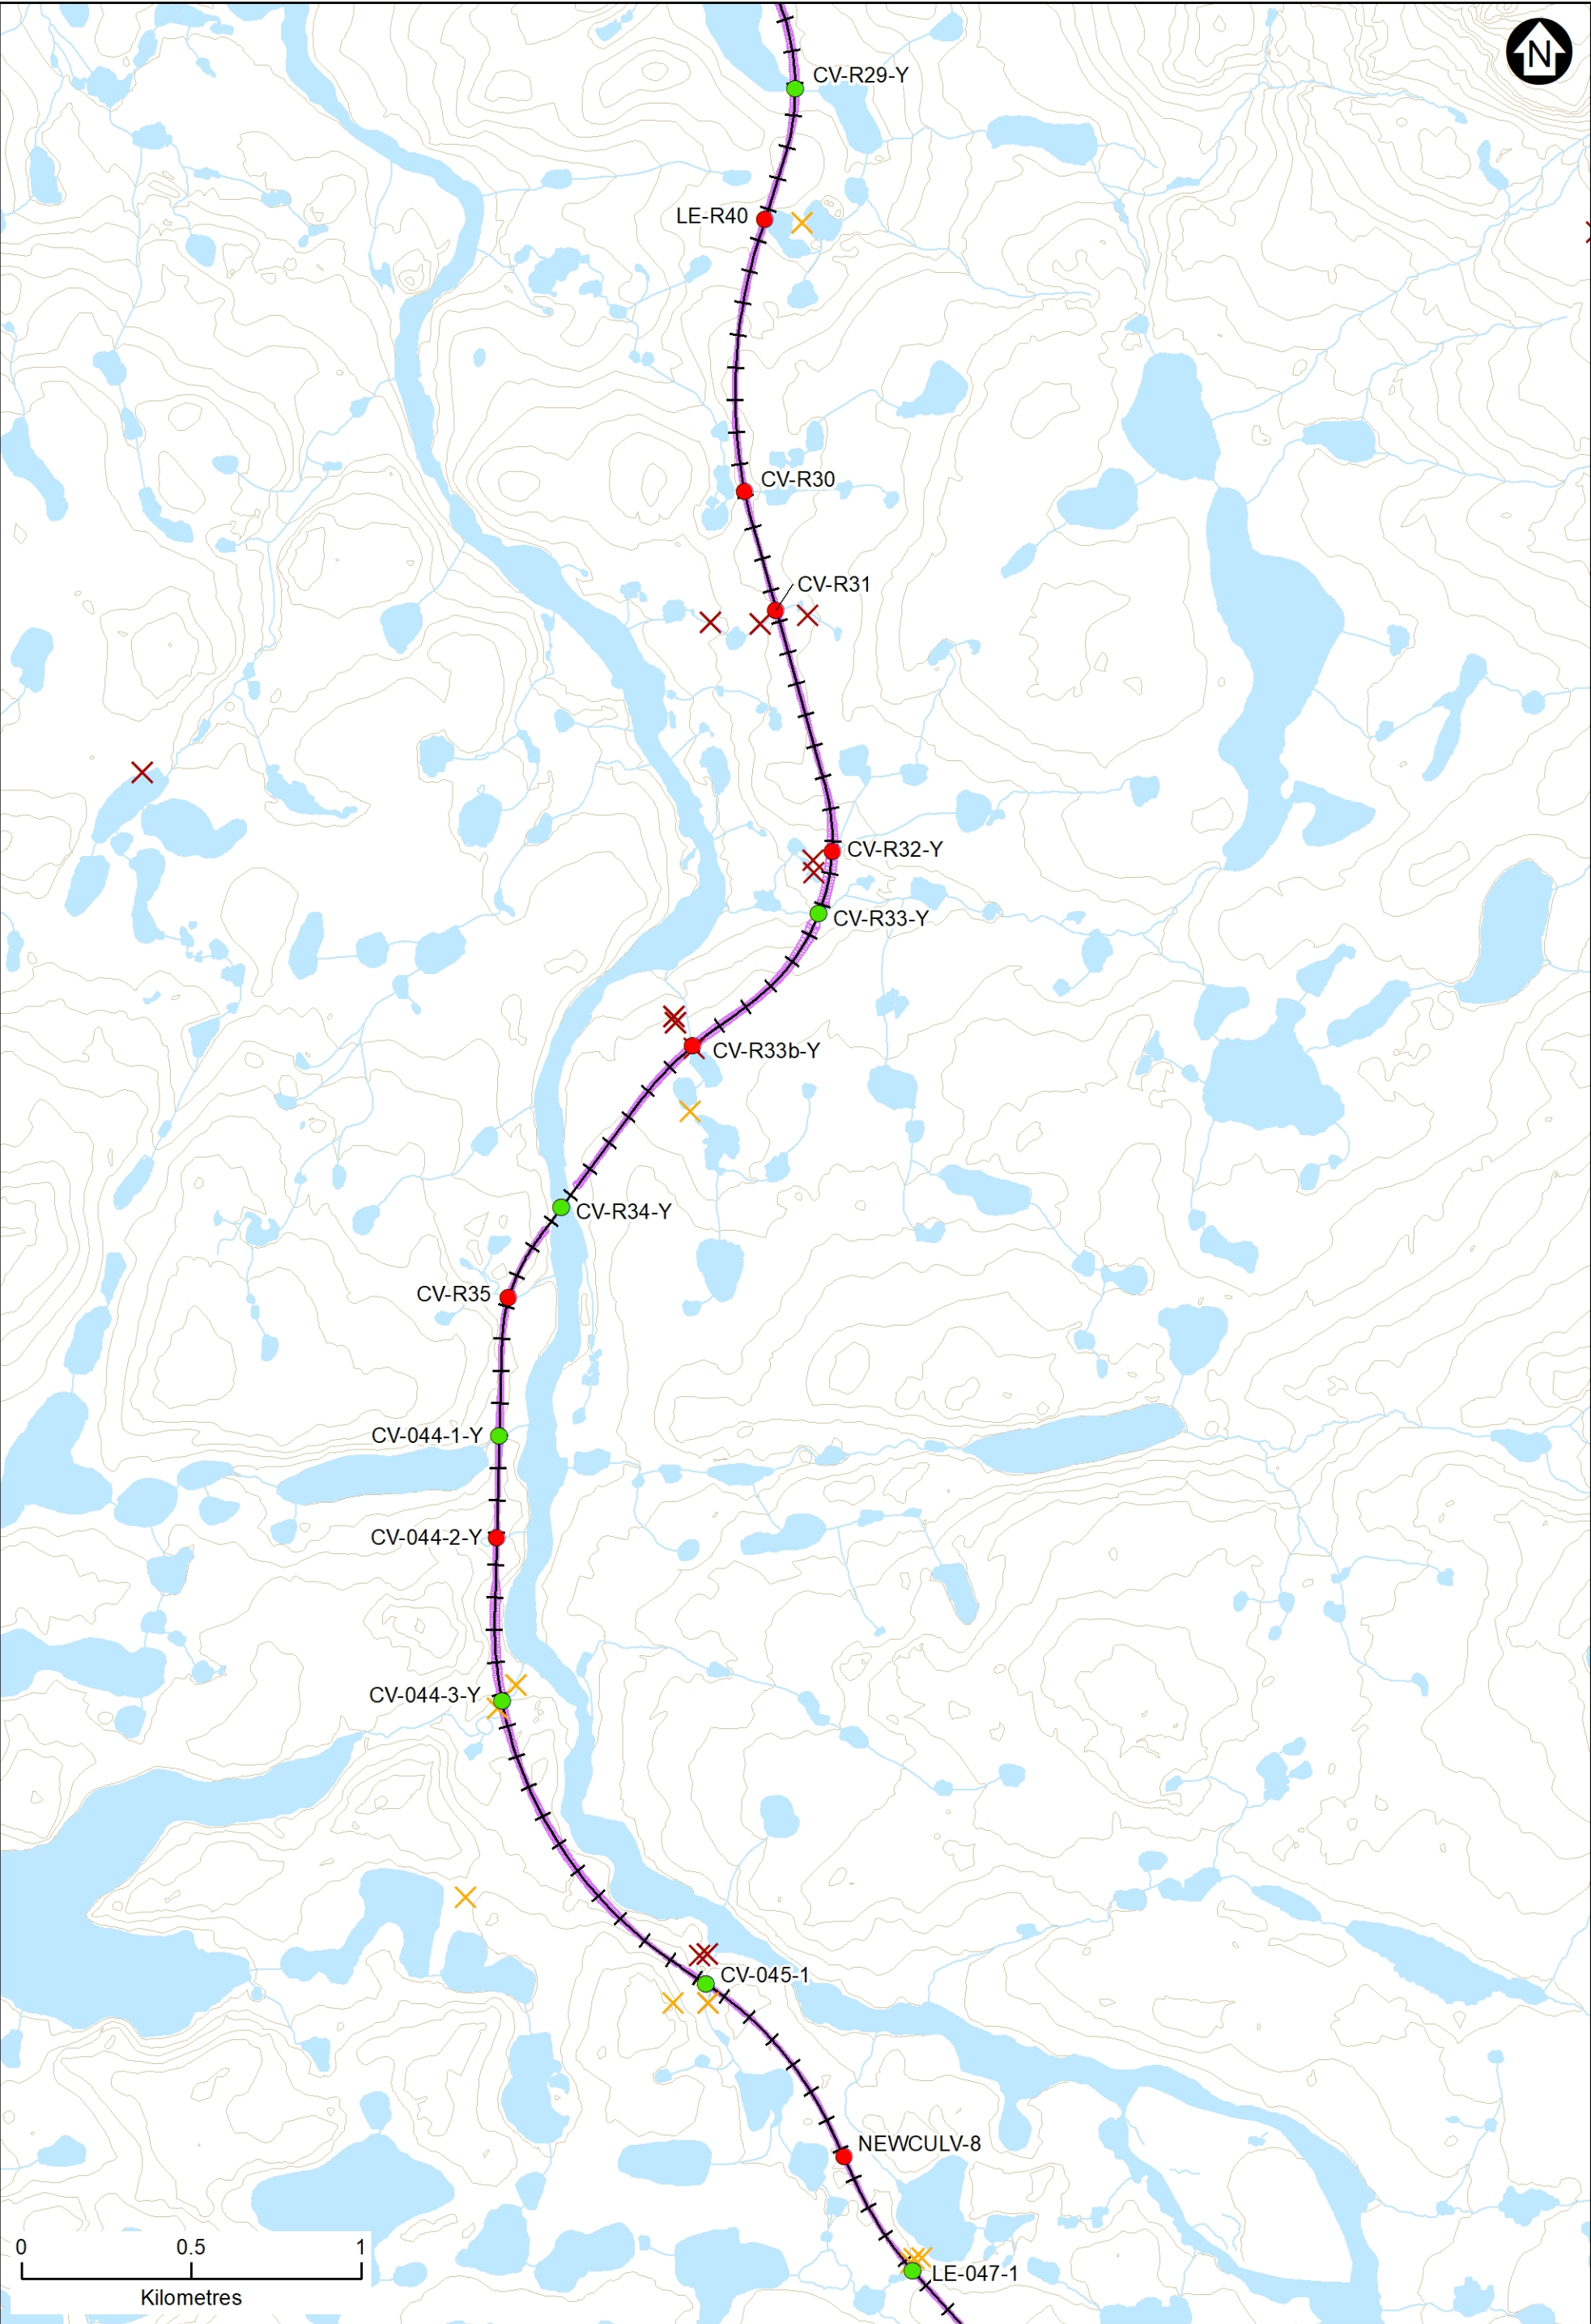 N
CV-R29-Y
LE-R40
CV-R30
CV-R31
CV-R32-Y
CV-R33-Y
CV-R33b-Y
CV-R34-Y
CV-R35
CV-044-1-Y
CV-044-2-Y
CV-044-3-Y
CV-045-1
NEWCULV-8
LE-047-1
0 0.5 1
Kilometres